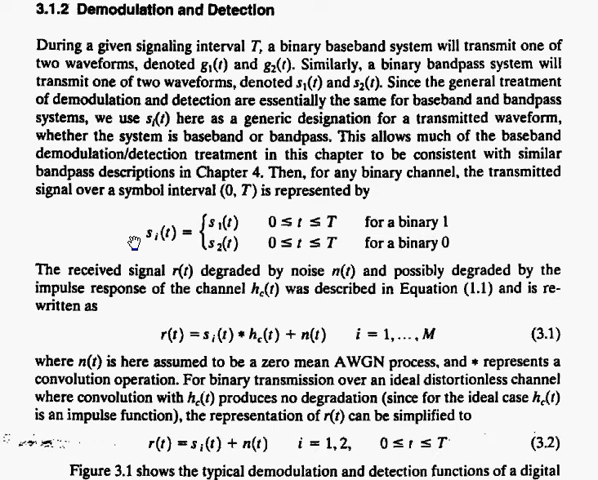 3.1.2 Demodulation and Detection
During a given signaling interval T, a binary baseband system will transmit one of
two waveforms, denoted g₁(t) and g₂(t). Similarly, a binary bandpass system will
transmit one of two waveforms, denoted s₁(t) and s₂(t). Since the general treatment
of demodulation and detection are essentially the same for baseband and bandpass
systems, we use sᵢ(t) here as a generic designation for a transmitted waveform,
whether the system is baseband or bandpass. This allows much of the baseband
demodulation/detection treatment in this chapter to be consistent with similar
bandpass descriptions in Chapter 4. Then, for any binary channel, the transmitted
signal over a symbol interval (0, T) is represented by
sᵢ(t) = { s₁(t) 0 ≤ t ≤ T for a binary 1
s₂(t) 0 ≤ t ≤ T for a binary 0
The received signal r(t) degraded by noise n(t) and possibly degraded by the
impulse response of the channel h_c(t) was described in Equation (1.1) and is re-
written as
r(t) = sᵢ(t) * h_c(t) + n(t) i = 1, ..., M (3.1)
where n(t) is here assumed to be a zero mean AWGN process, and * represents a
convolution operation. For binary transmission over an ideal distortionless channel
where convolution with h_c(t) produces no degradation (since for the ideal case h_c(t)
is an impulse function), the representation of r(t) can be simplified to
r(t) = sᵢ(t) + n(t) i = 1, 2, 0 ≤ t ≤ T (3.2)
Figure 3.1 shows the typical demodulation and detection functions of a digital